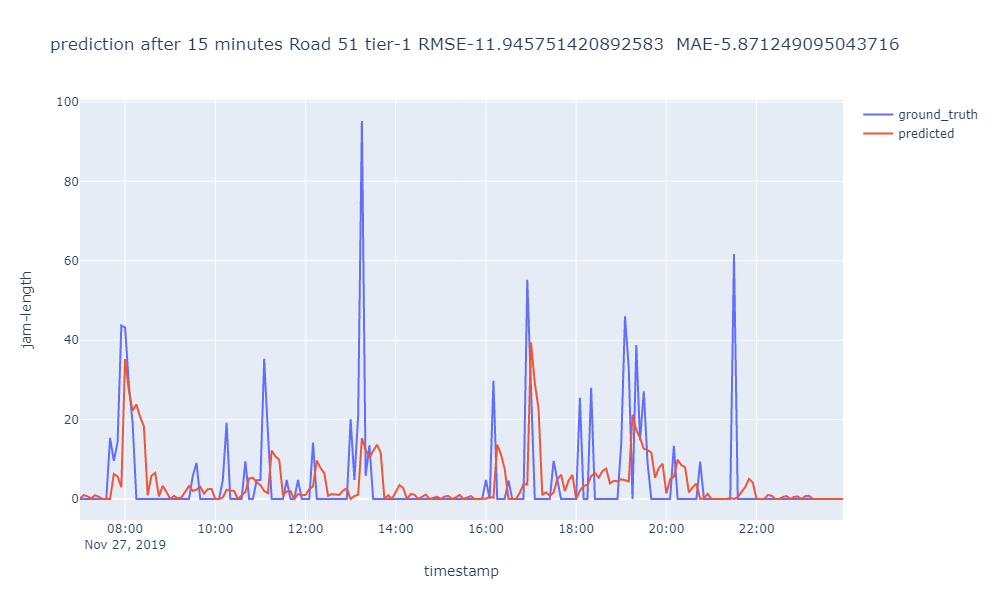 prediction after 15 minutes Road 51 tier-1 RMSE-11.945751420892583  MAE-5.871249095043716
ground_truth
predicted
100
80
60
40
20
0
jam-length
08:00 10:00 12:00 14:00 16:00 18:00 20:00 22:00
Nov 27, 2019
timestamp